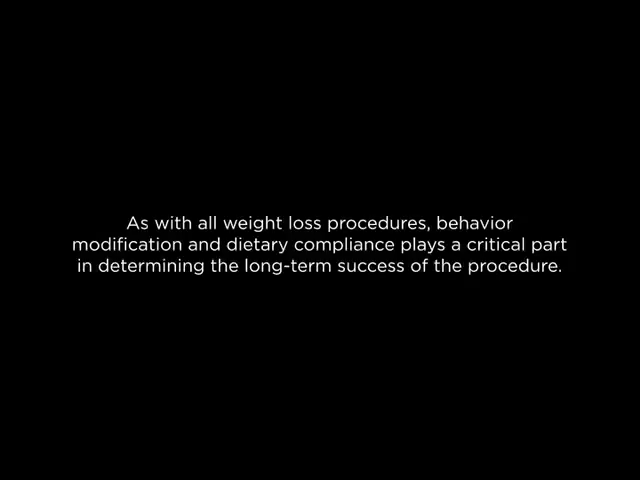 As with all weight loss procedures, behavior
modification and dietary compliance plays a critical part
in determining the long-term success of the procedure.